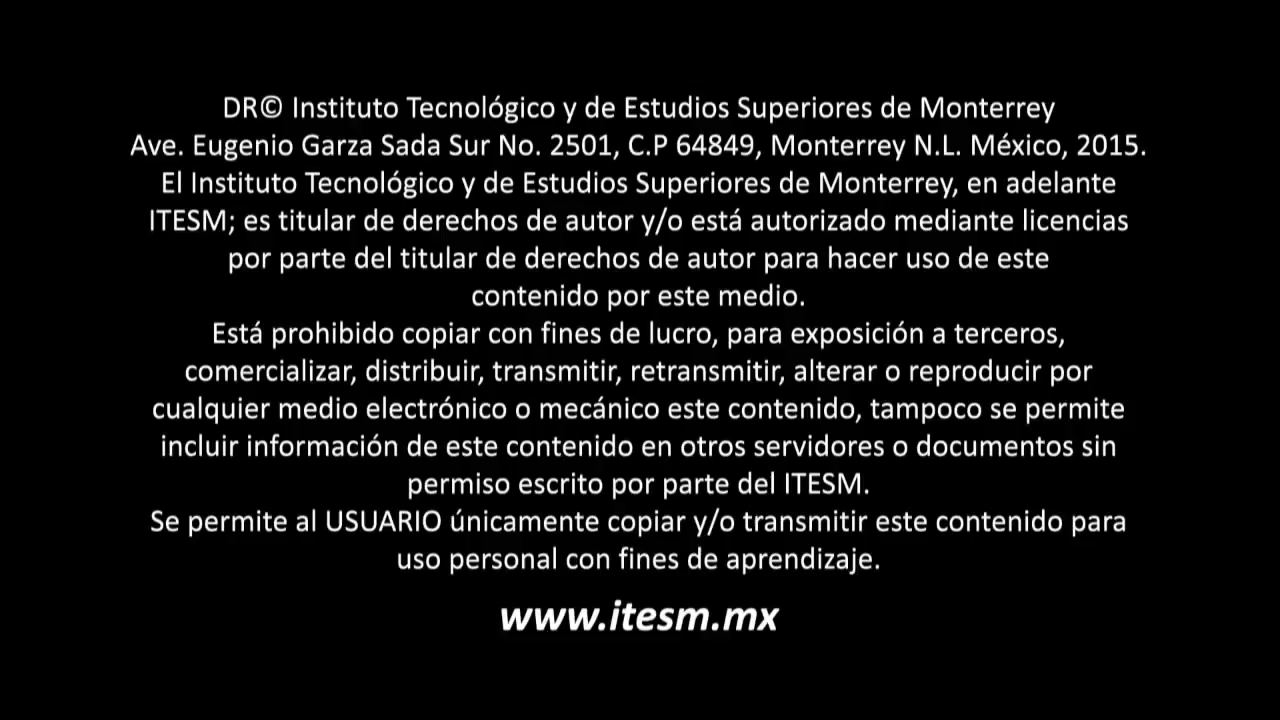 DR© Instituto Tecnológico y de Estudios Superiores de Monterrey
Ave. Eugenio Garza Sada Sur No. 2501, C.P 64849, Monterrey N.L. México, 2015.
El Instituto Tecnológico y de Estudios Superiores de Monterrey, en adelante
ITESM; es titular de derechos de autor y/o está autorizado mediante licencias
por parte del titular de derechos de autor para hacer uso de este
contenido por este medio.
Está prohibido copiar con fines de lucro, para exposición a terceros,
comercializar, distribuir, transmitir, retransmitir, alterar o reproducir por
cualquier medio electrónico o mecánico este contenido, tampoco se permite
incluir información de este contenido en otros servidores o documentos sin
permiso escrito por parte del ITESM.
Se permite al USUARIO únicamente copiar y/o transmitir este contenido para
uso personal con fines de aprendizaje.
www.itesm.mx